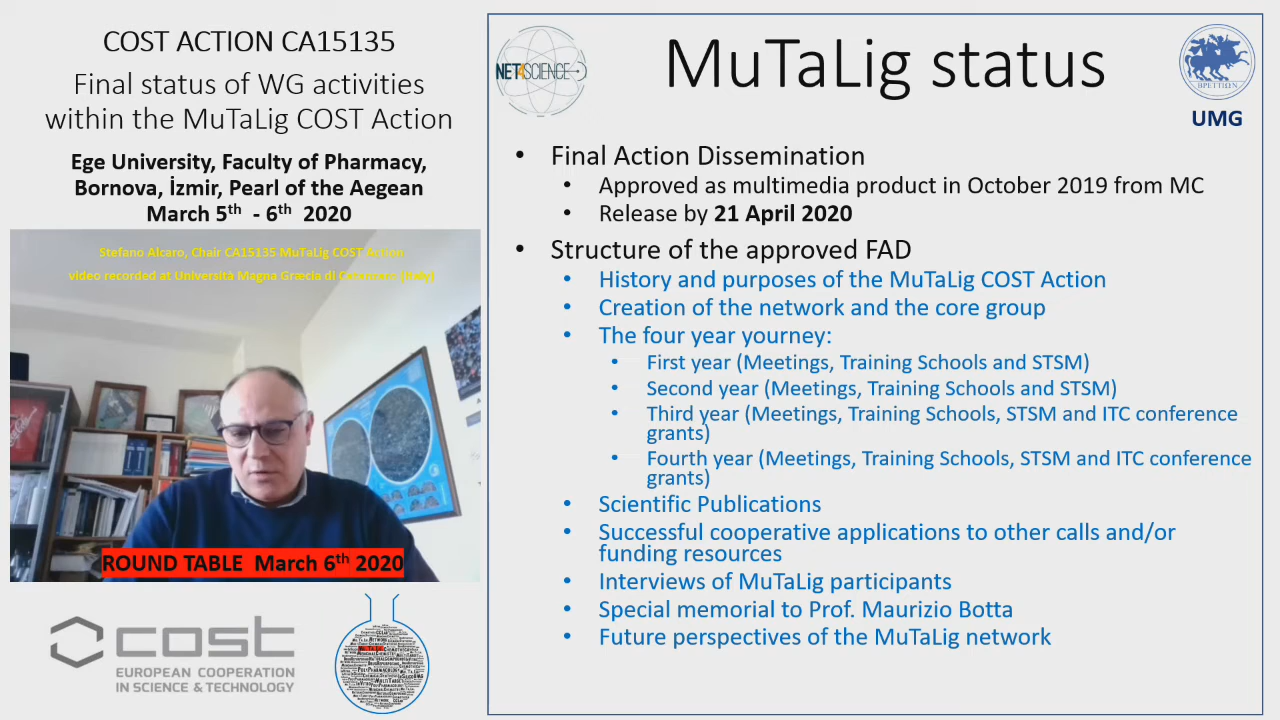 COST ACTION CA15135
Final status of WG activities
within the MuTaLig COST Action
Ege University, Faculty of Pharmacy,
Bornova, İzmir, Pearl of the Aegean
March 5th - 6th 2020
Stefano Alcaro, Chair CA15135 MuTaLig COST Action
video recorded at Università Magna Græcia di Catanzaro (Italy)
ROUND TABLE March 6th 2020
cost
EUROPEAN COOPERATION
IN SCIENCE & TECHNOLOGY
NET4SCIENCE
MuTaLig status
ΒΡΕΤΤΙΩΝ
UMG
• Final Action Dissemination
• Approved as multimedia product in October 2019 from MC
• Release by 21 April 2020
• Structure of the approved FAD
• History and purposes of the MuTaLig COST Action
• Creation of the network and the core group
• The four year yourney:
• First year (Meetings, Training Schools and STSM)
• Second year (Meetings, Training Schools and STSM)
• Third year (Meetings, Training Schools, STSM and ITC conference
grants)
• Fourth year (Meetings, Training Schools, STSM and ITC conference
grants)
• Scientific Publications
• Successful cooperative applications to other calls and/or
funding resources
• Interviews of MuTaLig participants
• Special memorial to Prof. Maurizio Botta
• Future perspectives of the MuTaLig network